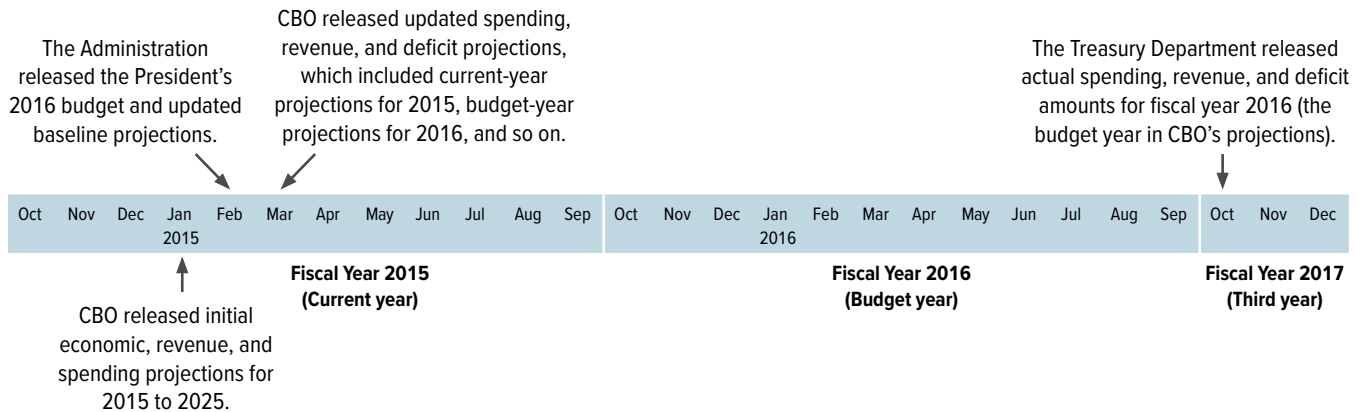 The Administration
released the President's
2016 budget and updated
baseline projections.
CBO released updated spending,
revenue, and deficit projections,
which included current-year
projections for 2015, budget-year
projections for 2016, and so on.
The Treasury Department released
actual spending, revenue, and deficit
amounts for fiscal year 2016 (the
budget year in CBO's projections).
Oct Nov Dec Jan Feb Mar Apr May Jun Jul Aug Sep Oct Nov Dec Jan Feb Mar Apr May Jun Jul Aug Sep Oct Nov Dec
2015 2016
Fiscal Year 2015
(Current year)
Fiscal Year 2016
(Budget year)
Fiscal Year 2017
(Third year)
CBO released initial
economic, revenue, and
spending projections for
2015 to 2025.